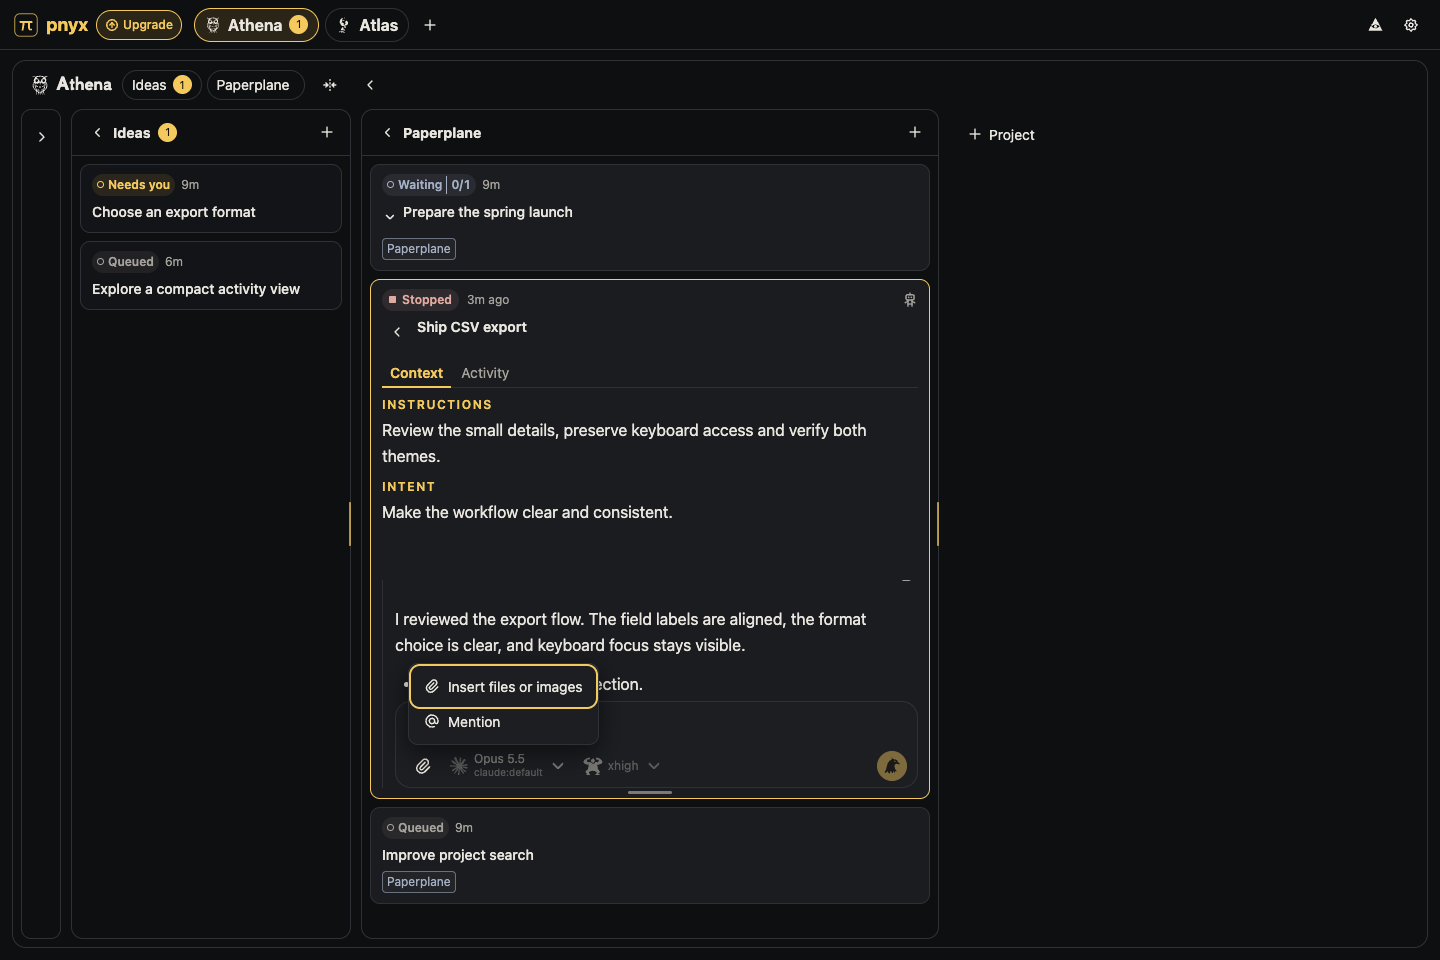 π pnyx
Upgrade
Athena 1
Atlas
Athena
Ideas 1
Paperplane
Ideas 1
Needs you 9m
Choose an export format
Queued 6m
Explore a compact activity view
Paperplane
Waiting 0/1 9m
Prepare the spring launch
Paperplane
Stopped 3m ago
Ship CSV export
Context Activity
INSTRUCTIONS
Review the small details, preserve keyboard access and verify both
themes.
INTENT
Make the workflow clear and consistent.
I reviewed the export flow. The field labels are aligned, the format
choice is clear, and keyboard focus stays visible.
Insert files or images
Mention
Opus 5.5
claude:default
xhigh
Queued 9m
Improve project search
Paperplane
Project